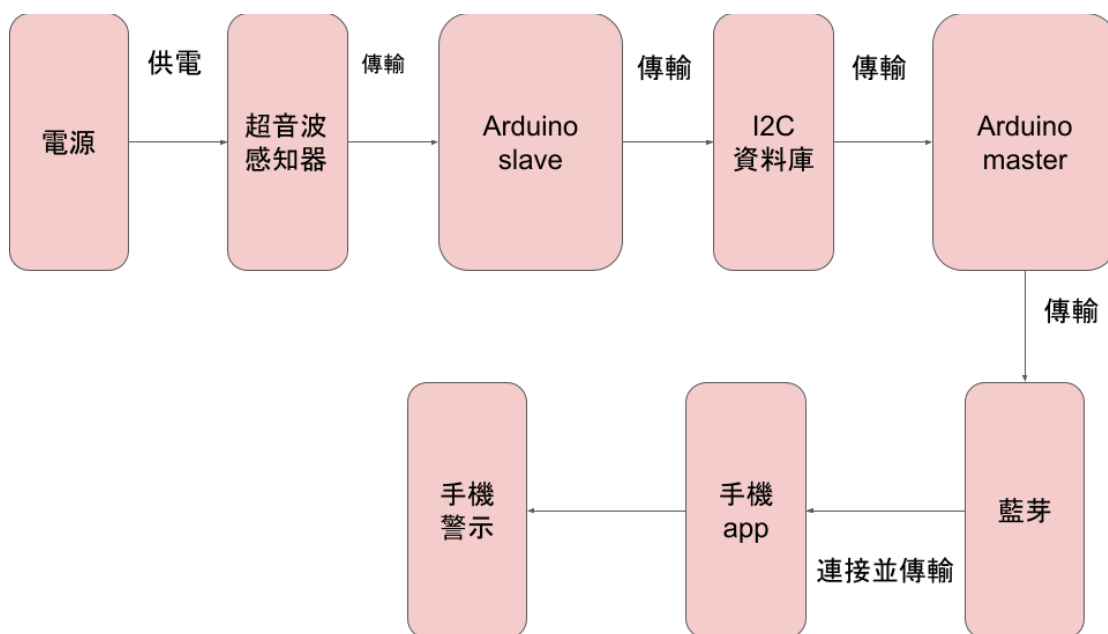 供電
傳輸
傳輸
傳輸
電源
超音波
感知器
Arduino
slave
I2C
資料庫
Arduino
master
傳輸
手機
警示
手機
app
藍芽
連接並傳輸